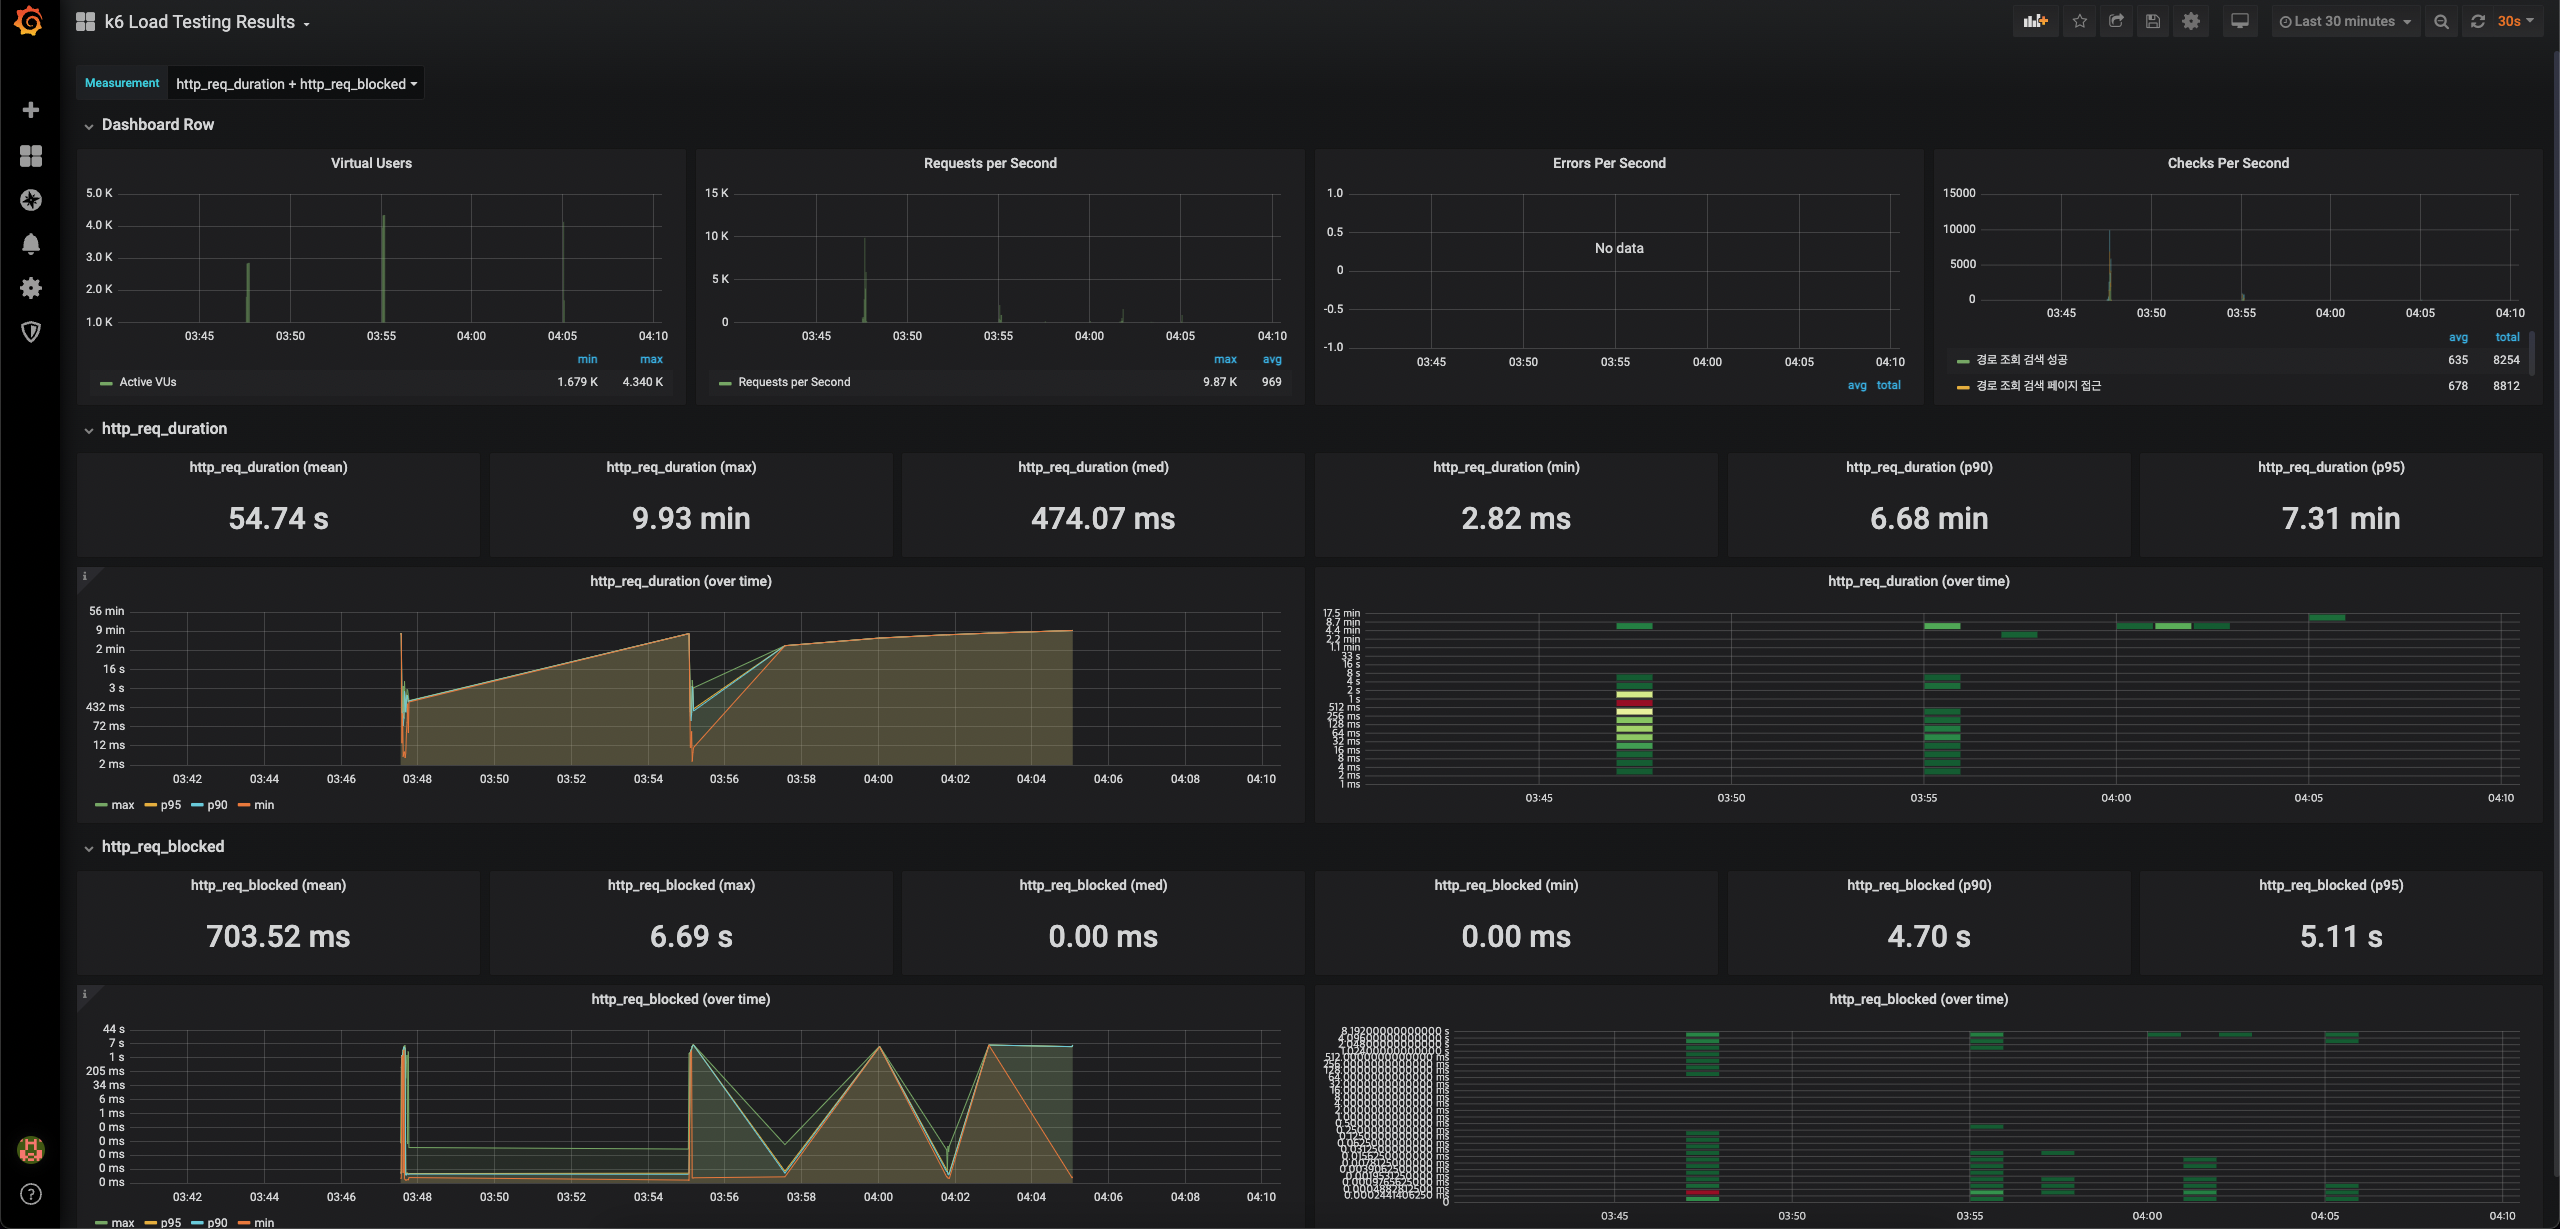 k6 Load Testing Results
Last 30 minutes
30s
Measurement
http_req_duration + http_req_blocked
Dashboard Row
Virtual Users
5.0 K
4.0 K
3.0 K
2.0 K
1.0 K
03:45 03:50 03:55 04:00 04:05 04:10
min max
Active VUs 1.679 K 4.340 K
Requests per Second
15 K
10 K
5 K
0
03:45 03:50 03:55 04:00 04:05 04:10
max avg
Requests per Second 9.87 K 969
Errors Per Second
1.0
0.5
0
-0.5
-1.0
No data
03:45 03:50 03:55 04:00 04:05 04:10
avg total
Checks Per Second
15000
10000
5000
0
03:45 03:50 03:55 04:00 04:05 04:10
avg total
경로 조회 검색 성공 635 8254
경로 조회 검색 페이지 접근 678 8812
http_req_duration
http_req_duration (mean)
54.74 s
http_req_duration (max)
9.93 min
http_req_duration (med)
474.07 ms
http_req_duration (min)
2.82 ms
http_req_duration (p90)
6.68 min
http_req_duration (p95)
7.31 min
http_req_duration (over time)
56 min
9 min
2 min
16 s
3 s
432 ms
72 ms
12 ms
2 ms
03:42 03:44 03:46 03:48 03:50 03:52 03:54 03:56 03:58 04:00 04:02 04:04 04:06 04:08 04:10
max p95 p90 min
http_req_duration (over time)
17.5 min
8.7 min
4.4 min
2.2 min
1.1 min
33 s
16 s
8 s
4 s
2 s
1 s
512 ms
256 ms
128 ms
64 ms
32 ms
16 ms
8 ms
4 ms
2 ms
1 ms
03:45 03:50 03:55 04:00 04:05 04:10
http_req_blocked
http_req_blocked (mean)
703.52 ms
http_req_blocked (max)
6.69 s
http_req_blocked (med)
0.00 ms
http_req_blocked (min)
0.00 ms
http_req_blocked (p90)
4.70 s
http_req_blocked (p95)
5.11 s
http_req_blocked (over time)
44 s
7 s
1 s
205 ms
34 ms
6 ms
1 ms
0 ms
0 ms
0 ms
0 ms
0 ms
03:42 03:44 03:46 03:48 03:50 03:52 03:54 03:56 03:58 04:00 04:02 04:04 04:06 04:08 04:10
max p95 p90 min
http_req_blocked (over time)
8.19200000000000 s
0
03:45 03:50 03:55 04:00 04:05 04:10